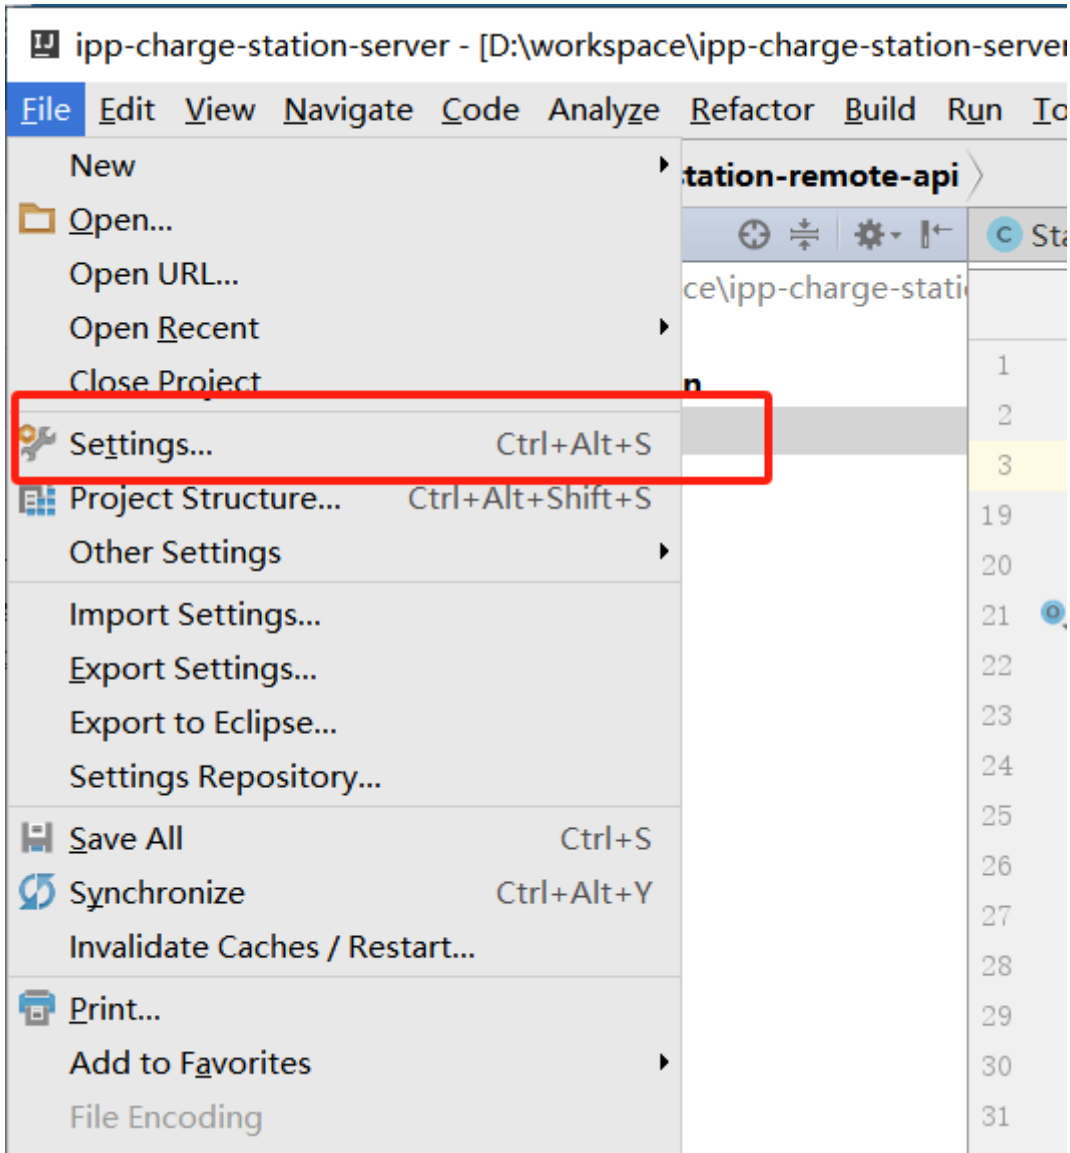 IJ ipp-charge-station-server - [D:\workspace\ipp-charge-station-server
File Edit View Navigate Code Analyze Refactor Build Run To
New
tation-remote-api
Open...
C Sta
Open URL...
ce\ipp-charge-stati
Open Recent
Close Project
n
1
2
Settings... Ctrl+Alt+S
3
Project Structure... Ctrl+Alt+Shift+S
19
Other Settings
20
Import Settings...
21
Export Settings...
22
Export to Eclipse...
23
Settings Repository...
24
25
Save All Ctrl+S
26
Synchronize Ctrl+Alt+Y
27
Invalidate Caches / Restart...
28
Print...
29
Add to Favorites
30
File Encoding
31